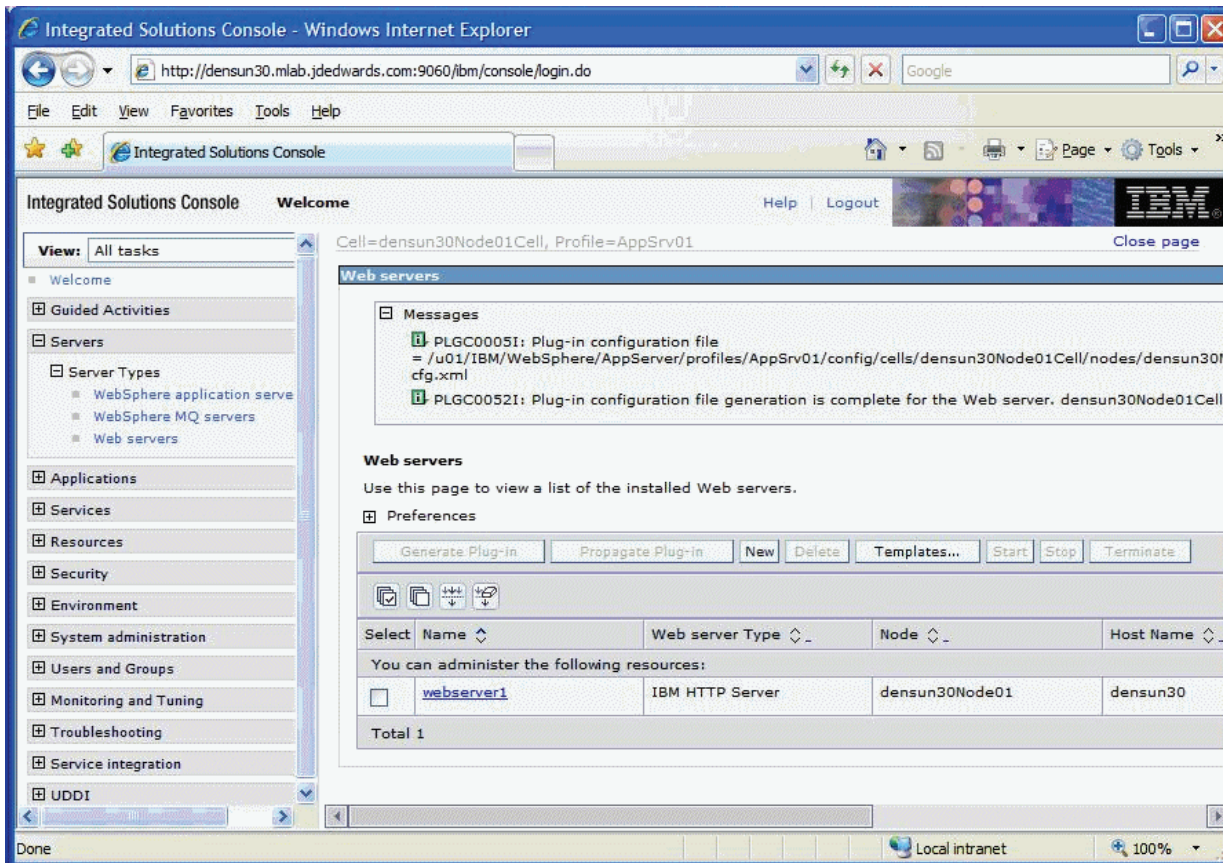 Integrated Solutions Console - Windows Internet Explorer
http://densun30.mlab.jdedwards.com:9060/ibm/console/login.do
Google
File Edit View Favorites Tools Help
Integrated Solutions Console
Page Tools
Integrated Solutions Console Welcome
Help | Logout
IBM®
View: All tasks
Welcome
Guided Activities
Servers
Server Types
WebSphere application serve
WebSphere MQ servers
Web servers
Applications
Services
Resources
Security
Environment
System administration
Users and Groups
Monitoring and Tuning
Troubleshooting
Service integration
UDDI
Cell=densun30Node01Cell, Profile=AppSrv01
Close page
Web servers
Messages
PLGC0005I: Plug-in configuration file
= /u01/IBM/WebSphere/AppServer/profiles/AppSrv01/config/cells/densun30Node01Cell/nodes/densun30N
cfg.xml
PLGC0052I: Plug-in configuration file generation is complete for the Web server. densun30Node01Cell
Web servers
Use this page to view a list of the installed Web servers.
Preferences
Generate Plug-in Propagate Plug-in New Delete Templates... Start Stop Terminate
Select Name Web server Type Node Host Name
You can administer the following resources:
webserver1 IBM HTTP Server densun30Node01 densun30
Total 1
Done
Local intranet
100%